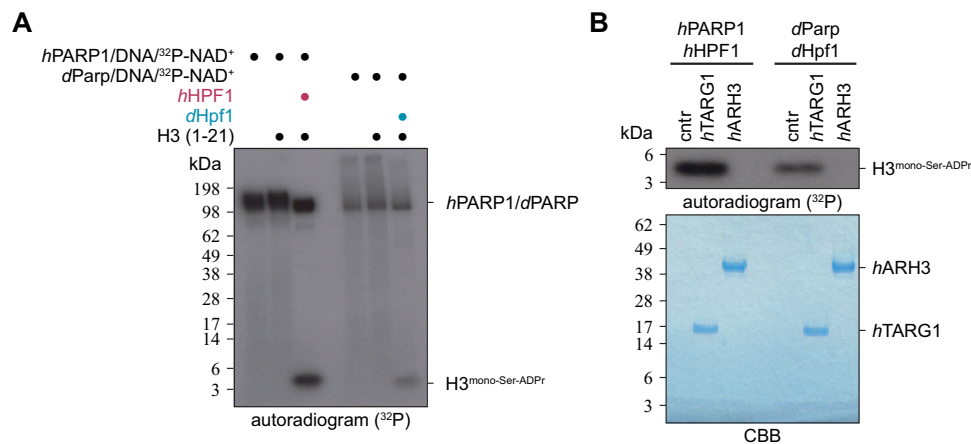 A
hPARP1/DNA/³²P-NAD⁺
dParp/DNA/³²P-NAD⁺
hHPF1
dHpf1
H3 (1-21)
kDa
198
98
62
49
38
28
17
14
6
3
hPARP1/dPARP
H3mono-Ser-ADPr
autoradiogram (³²P)
B
hPARP1 dParp
hHPF1 dHpf1
cntr hTARG1 hARH3 cntr hTARG1 hARH3
kDa
6
3
H3mono-Ser-ADPr
autoradiogram (³²P)
62
49
38
28
17
14
6
3
hARH3
hTARG1
CBB